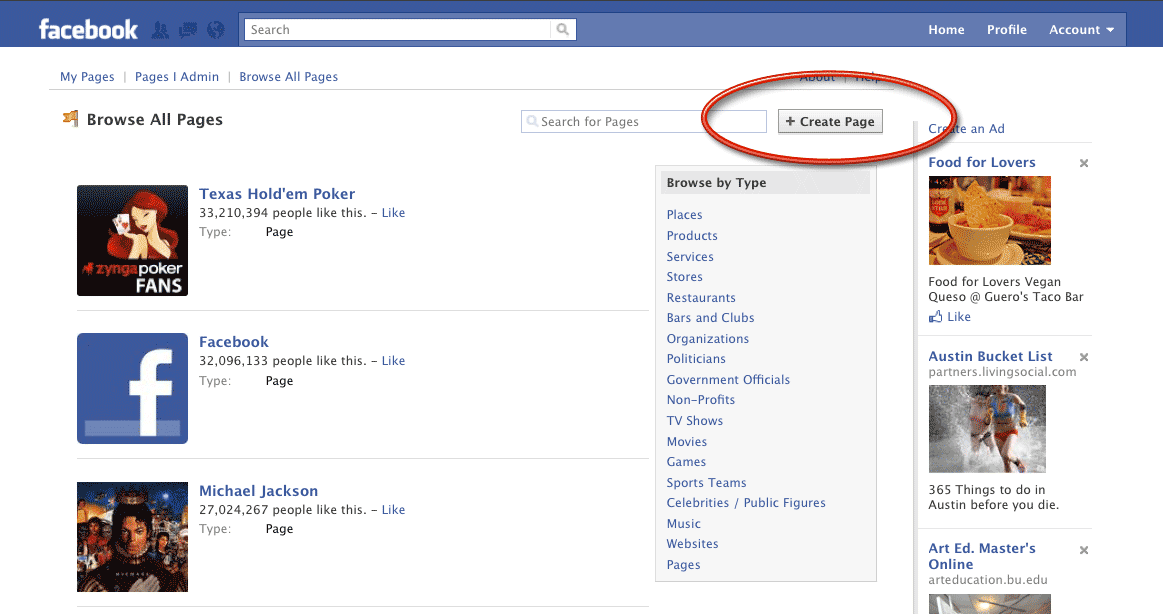 facebook
Search
Home Profile Account
My Pages | Pages I Admin | Browse All Pages
About | Help
Browse All Pages
Search for Pages
+ Create Page
Texas Hold'em Poker
33,210,394 people like this. – Like
Type: Page
zyngapoker
FANS
Facebook
32,096,133 people like this. – Like
Type: Page
f
Michael Jackson
27,024,267 people like this. – Like
Type: Page
Browse by Type
Places
Products
Services
Stores
Restaurants
Bars and Clubs
Organizations
Politicians
Government Officials
Non-Profits
TV Shows
Movies
Games
Sports Teams
Celebrities / Public Figures
Music
Websites
Pages
Create an Ad
Food for Lovers
Food for Lovers Vegan
Queso @ Guero's Taco Bar
Like
Austin Bucket List
partners.livingsocial.com
365 Things to do in
Austin before you die.
Art Ed. Master's
Online
arteducation.bu.edu